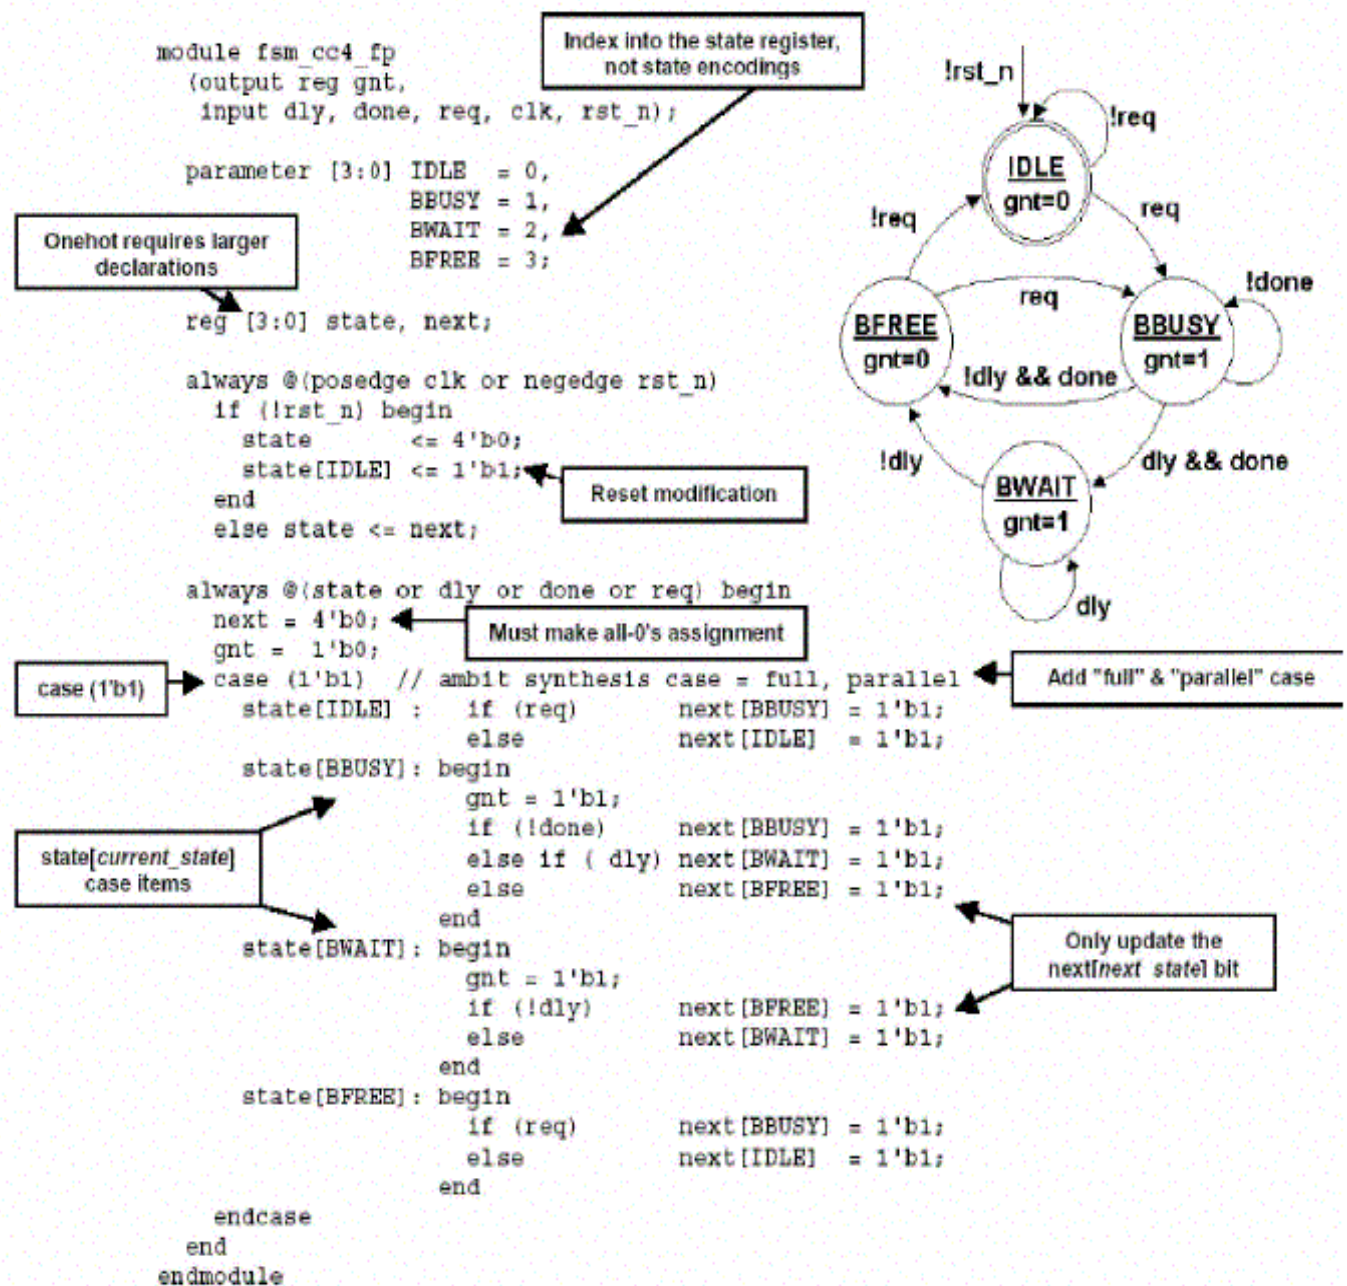 module fsm_cc4_fp
(output reg gnt,
input dly, done, req, clk, rst_n);
parameter [3:0] IDLE = 0,
BBUSY = 1,
BWAIT = 2,
BFREE = 3;
reg [3:0] state, next;
always @(posedge clk or negedge rst_n)
if (!rst_n) begin
state <= 4'b0;
state[IDLE] <= 1'b1;
end
else state <= next;
always @(state or dly or done or req) begin
next = 4'b0;
gnt = 1'b0;
case (1'b1) // ambit synthesis case = full, parallel
state[IDLE] : if (req) next[BBUSY] = 1'b1;
else next[IDLE] = 1'b1;
state[BBUSY]: begin
gnt = 1'b1;
if (!done) next[BBUSY] = 1'b1;
else if ( dly) next[BWAIT] = 1'b1;
else next[BFREE] = 1'b1;
end
state[BWAIT]: begin
gnt = 1'b1;
if (!dly) next[BFREE] = 1'b1;
else next[BWAIT] = 1'b1;
end
state[BFREE]: begin
if (req) next[BBUSY] = 1'b1;
else next[IDLE] = 1'b1;
end
endcase
end
endmodule
Index into the state register,
not state encodings
Onehot requires larger
declarations
Reset modification
Must make all-0's assignment
case (1'b1)
Add "full" & "parallel" case
state[current_state]
case items
Only update the
next[next state] bit
!rst_n
!req
IDLE
gnt=0
!req
req
!done
req
BFREE
gnt=0
BBUSY
gnt=1
!dly && done
!dly
dly && done
BWAIT
gnt=1
dly